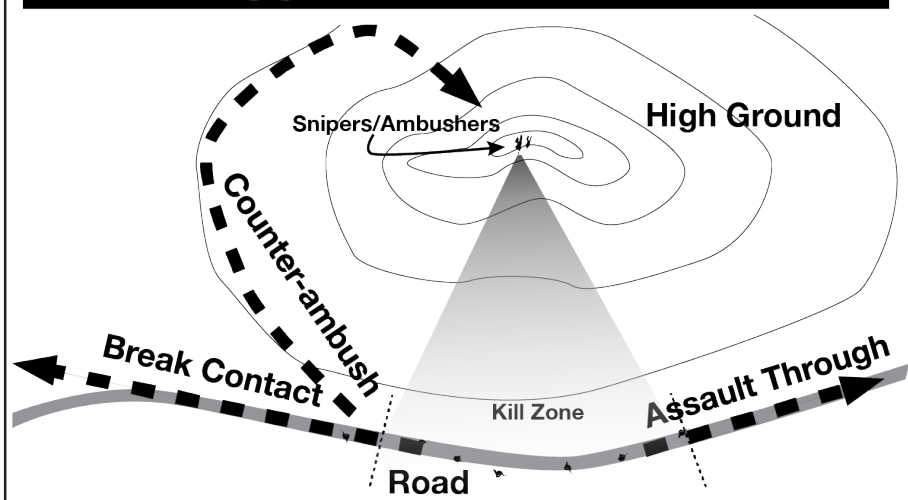 High Ground
Snipers/Ambushers
Counter-ambush
Break Contact
Assault Through
Kill Zone
Road